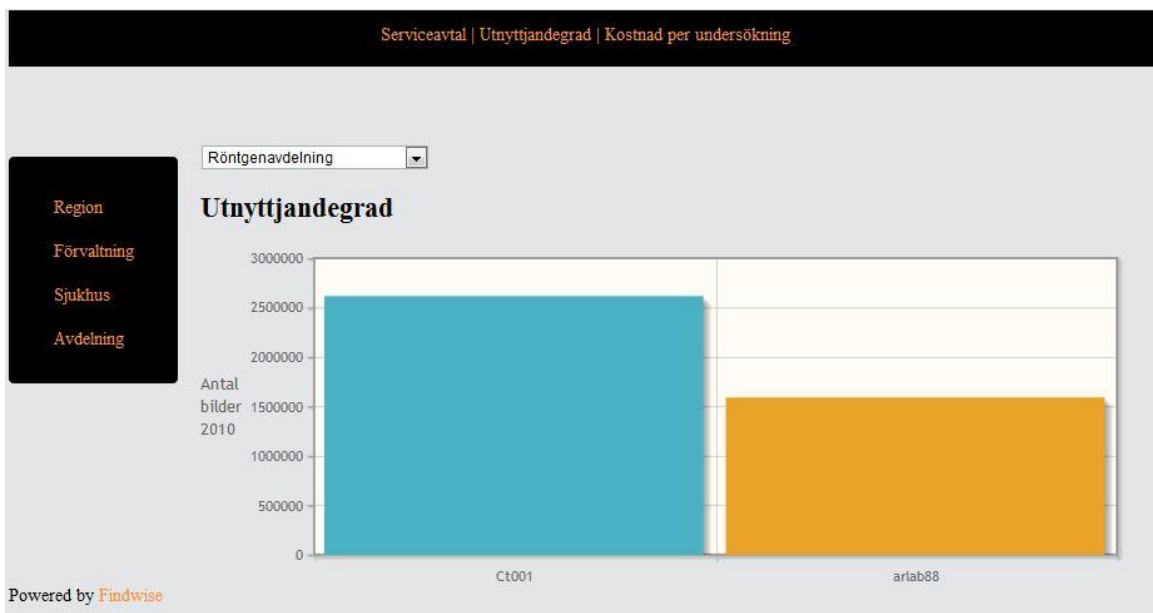 Serviceavtal | Utnyttjandegrad | Kostnad per undersökning
Röntgenavdelning
Region
Förvaltning
Sjukhus
Avdelning
Utnyttjandegrad
3000000
2500000
2000000
1500000
1000000
500000
0
Antal
bilder
2010
Ct001
arlab88
Powered by Findwise